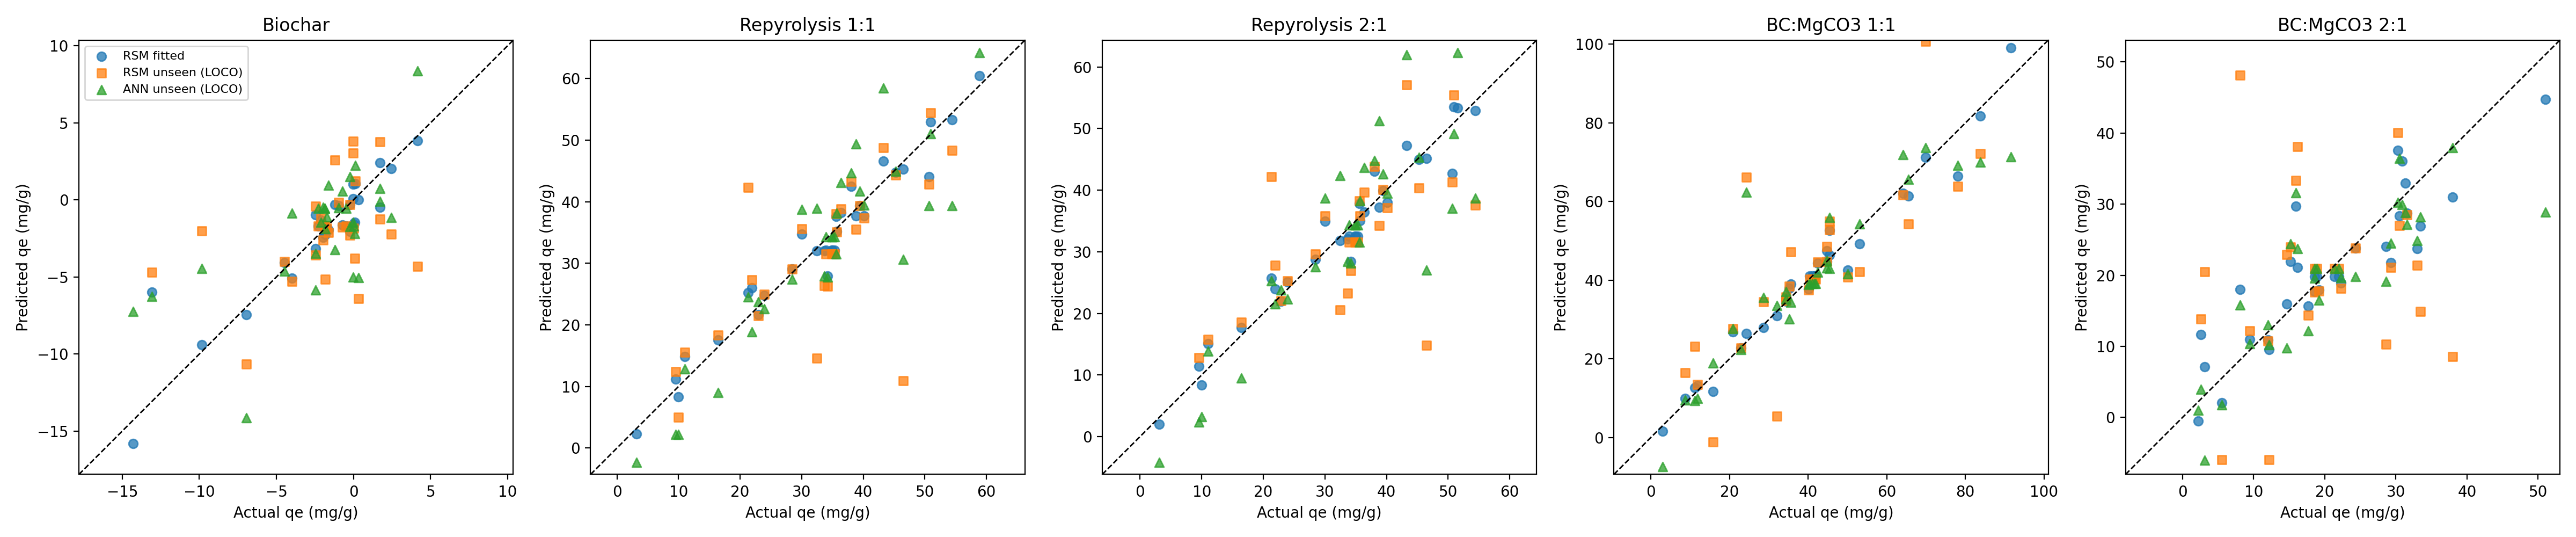 Biochar
Predicted qe (mg/g)
10
5
0
−5
−10
−15
RSM fitted
RSM unseen (LOCO)
ANN unseen (LOCO)
−15 −10 −5 0 5 10
Actual qe (mg/g)
Repyrolysis 1:1
Predicted qe (mg/g)
60
50
40
30
20
10
0
0 10 20 30 40 50 60
Actual qe (mg/g)
Repyrolysis 2:1
Predicted qe (mg/g)
60
50
40
30
20
10
0
0 10 20 30 40 50 60
Actual qe (mg/g)
BC:MgCO3 1:1
Predicted qe (mg/g)
100
80
60
40
20
0
0 20 40 60 80 100
Actual qe (mg/g)
BC:MgCO3 2:1
Predicted qe (mg/g)
50
40
30
20
10
0
0 10 20 30 40 50
Actual qe (mg/g)